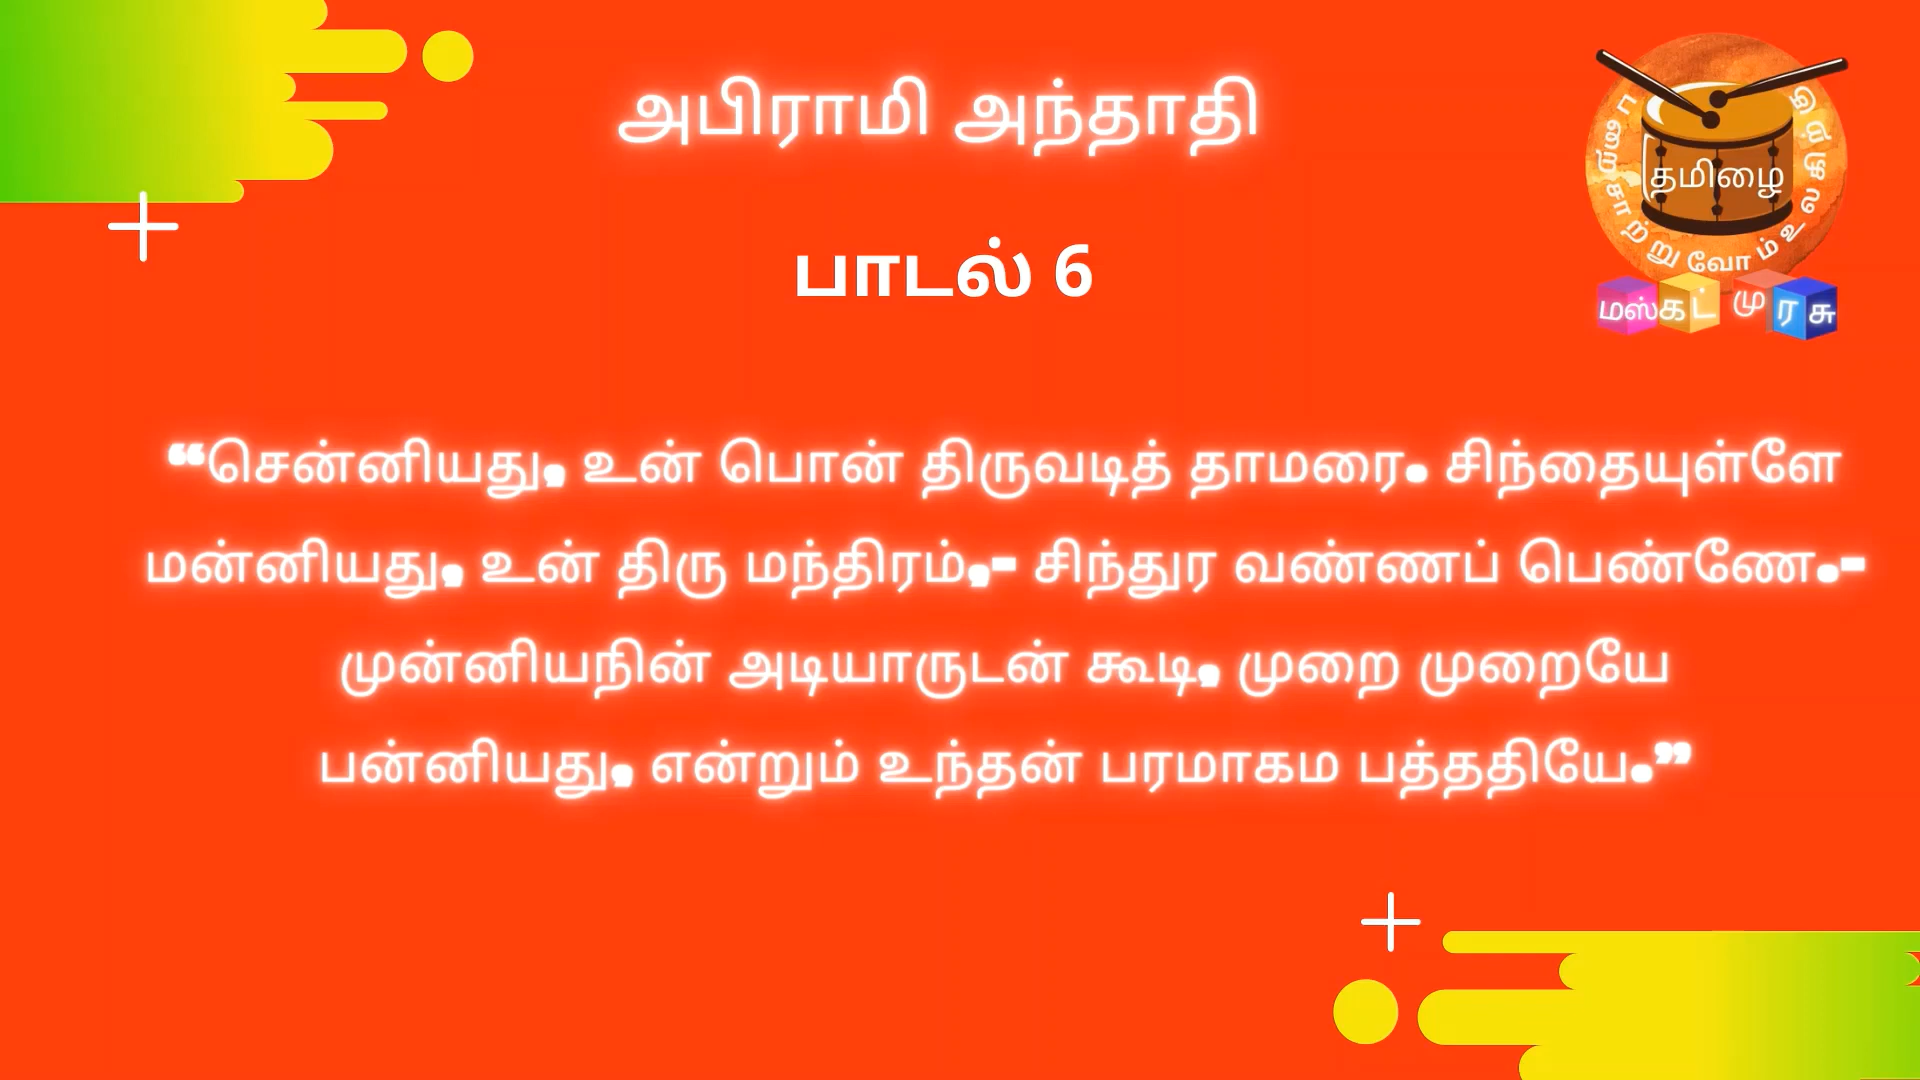 அபிராமி அந்தாதி
பாடல் 6
“சென்னியது, உன் பொன் திருவடித் தாமரை. சிந்தையுள்ளே
மன்னியது, உன் திரு மந்திரம்,- சிந்துர வண்ணப் பெண்ணே.-
முன்னியநின் அடியாருடன் கூடி, முறை முறையே
பன்னியது, என்றும் உந்தன் பரமாகம பத்ததியே.”
தமிழை
சாற்றுவோம் உலகிற்கு
மஸ்கட் முரசு